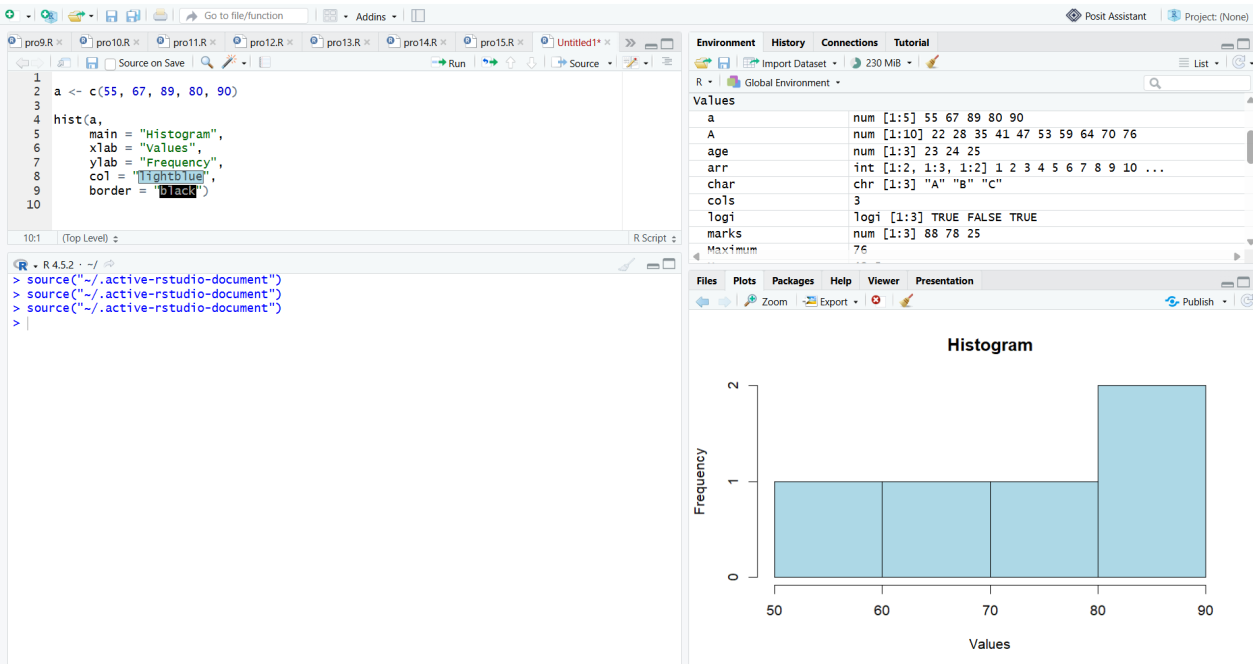 Go to file/function
Addins
Posit Assistant
Project: (None)
pro9.R
pro10.R
pro11.R
pro12.R
pro13.R
pro14.R
pro15.R
Untitled1*
Source on Save
Run
Source
1
2 a <- c(55, 67, 89, 80, 90)
3
4 hist(a,
5 main = "Histogram",
6 xlab = "Values",
7 ylab = "Frequency",
8 col = "lightblue",
9 border = "black")
10
10:1 (Top Level) R Script
R 4.5.2 · ~/
> source("~/.active-rstudio-document")
> source("~/.active-rstudio-document")
> source("~/.active-rstudio-document")
>
Environment History Connections Tutorial
Import Dataset 230 MiB List
R Global Environment
Values
a num [1:5] 55 67 89 80 90
A num [1:10] 22 28 35 41 47 53 59 64 70 76
age num [1:3] 23 24 25
arr int [1:2, 1:3, 1:2] 1 2 3 4 5 6 7 8 9 10 ...
char chr [1:3] "A" "B" "C"
cols 3
logi logi [1:3] TRUE FALSE TRUE
marks num [1:3] 88 78 25
Maximum 76
Files Plots Packages Help Viewer Presentation
Zoom Export Publish
Histogram
Frequency
2
1
0
50 60 70 80 90
Values